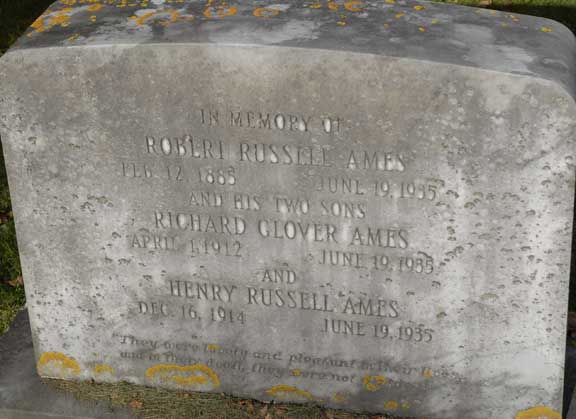 IN MEMORY OF
ROBERT RUSSELL AMES
FEB. 12, 1883 JUNE 19, 1935
AND HIS TWO SONS
RICHARD GLOVER AMES
APRIL 1, 1912 JUNE 19, 1935
AND
HENRY RUSSELL AMES
DEC. 16, 1914 JUNE 19, 1935
"They were lovely and pleasant in their
and in their death they were not